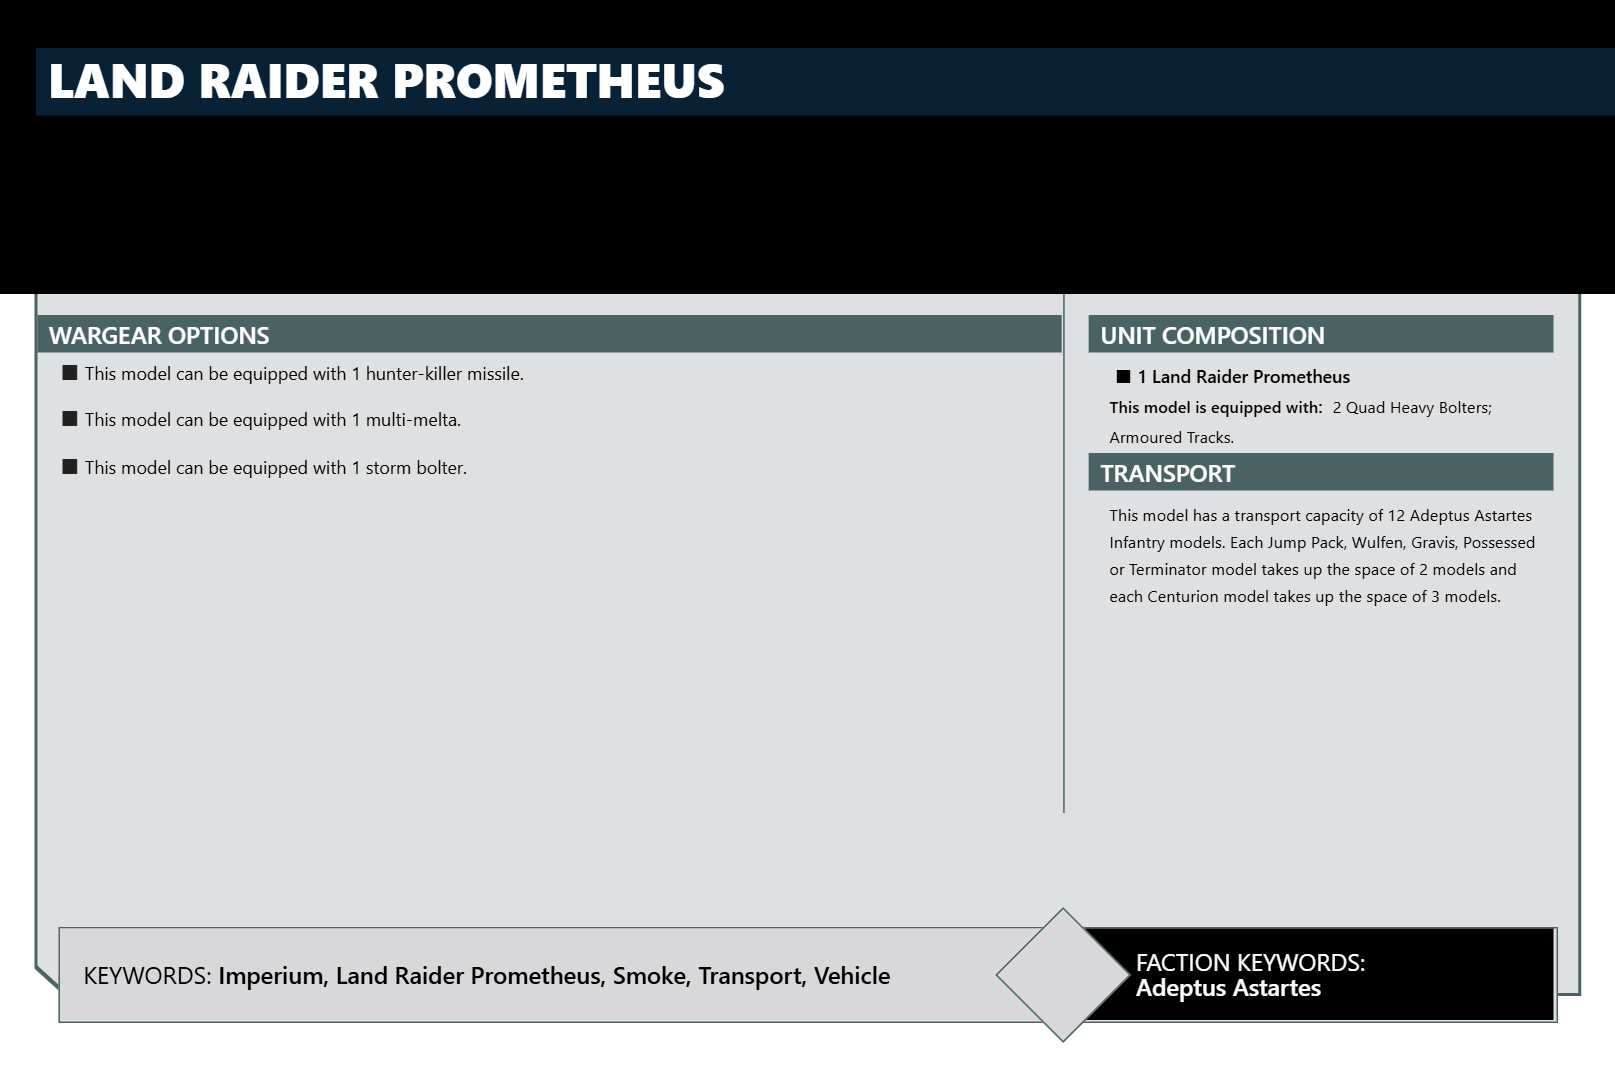 LAND RAIDER PROMETHEUS
WARGEAR OPTIONS
■ This model can be equipped with 1 hunter-killer missile.
■ This model can be equipped with 1 multi-melta.
■ This model can be equipped with 1 storm bolter.
UNIT COMPOSITION
■ 1 Land Raider Prometheus
This model is equipped with: 2 Quad Heavy Bolters;
Armoured Tracks.
TRANSPORT
This model has a transport capacity of 12 Adeptus Astartes
Infantry models. Each Jump Pack, Wulfen, Gravis, Possessed
or Terminator model takes up the space of 2 models and
each Centurion model takes up the space of 3 models.
KEYWORDS: Imperium, Land Raider Prometheus, Smoke, Transport, Vehicle
FACTION KEYWORDS:
Adeptus Astartes